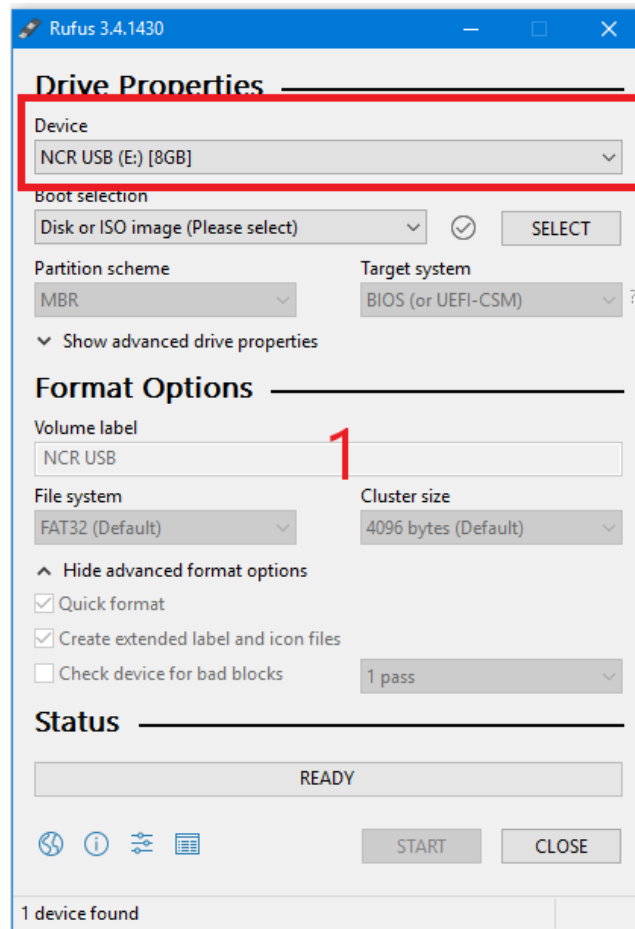 Rufus 3.4.1430
Drive Properties
Device
NCR USB (E:) [8GB]
Boot selection
Disk or ISO image (Please select)
SELECT
Partition scheme
Target system
MBR
BIOS (or UEFI-CSM)
?
Show advanced drive properties
Format Options
Volume label
1
NCR USB
File system
Cluster size
FAT32 (Default)
4096 bytes (Default)
Hide advanced format options
Quick format
Create extended label and icon files
Check device for bad blocks
1 pass
Status
READY
START
CLOSE
1 device found